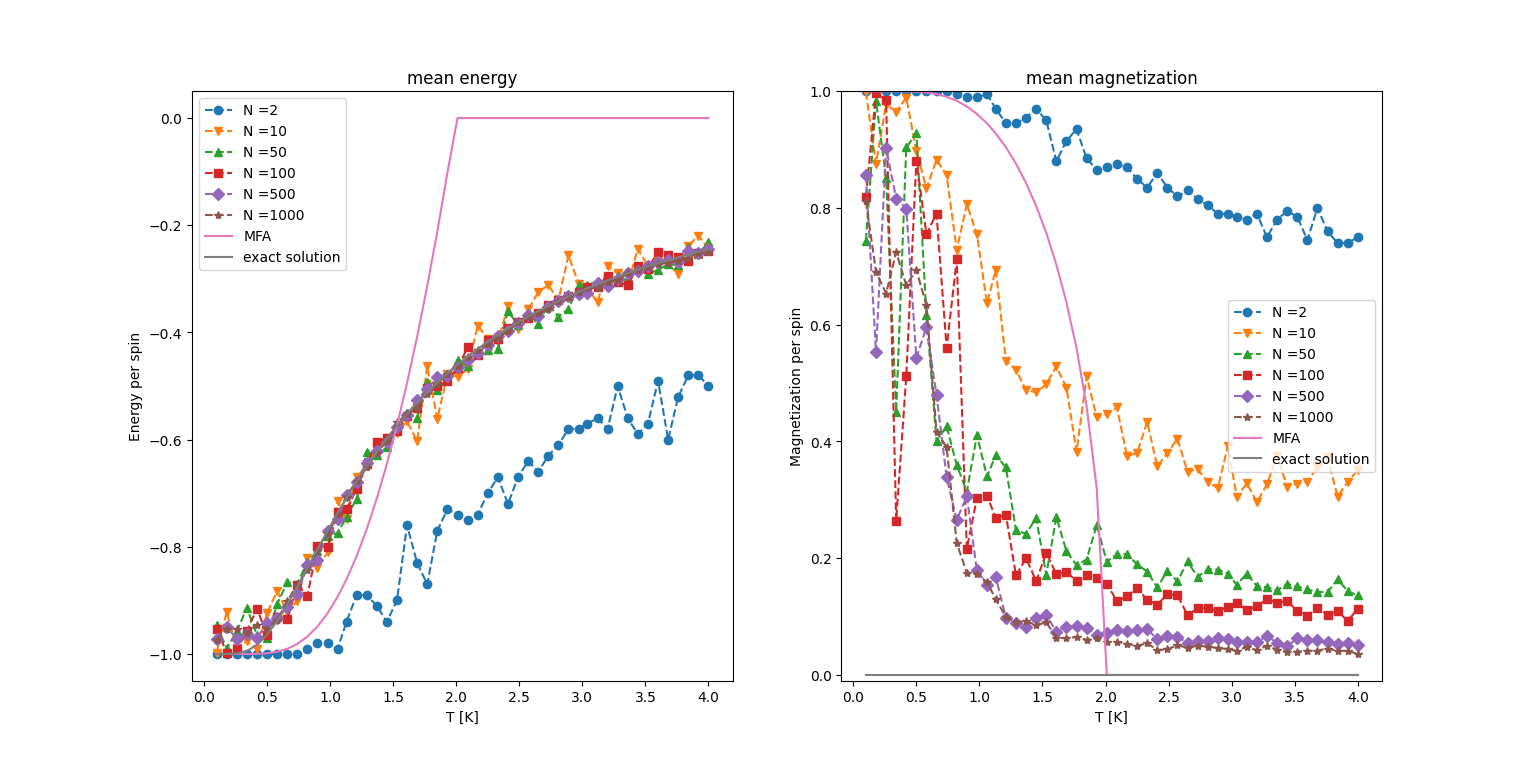 mean energy
N =2
N =10
N =50
N =100
N =500
N =1000
MFA
exact solution
Energy per spin
0.0
−0.2
−0.4
−0.6
−0.8
−1.0
0.0 0.5 1.0 1.5 2.0 2.5 3.0 3.5 4.0
T [K]
mean magnetization
Magnetization per spin
1.0
0.8
0.6
0.4
0.2
0.0
N =2
N =10
N =50
N =100
N =500
N =1000
MFA
exact solution
0.0 0.5 1.0 1.5 2.0 2.5 3.0 3.5 4.0
T [K]